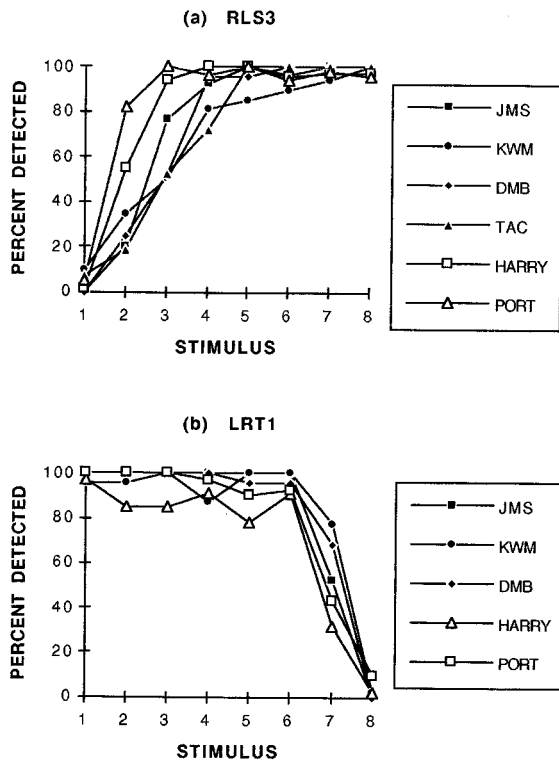 (a) RLS3
PERCENT DETECTED
100
80
60
40
20
0
1 2 3 4 5 6 7 8
STIMULUS
JMS
KWM
DMB
TAC
HARRY
PORT
(b) LRT1
PERCENT DETECTED
100
80
60
40
20
0
1 2 3 4 5 6 7 8
STIMULUS
JMS
KWM
DMB
HARRY
PORT